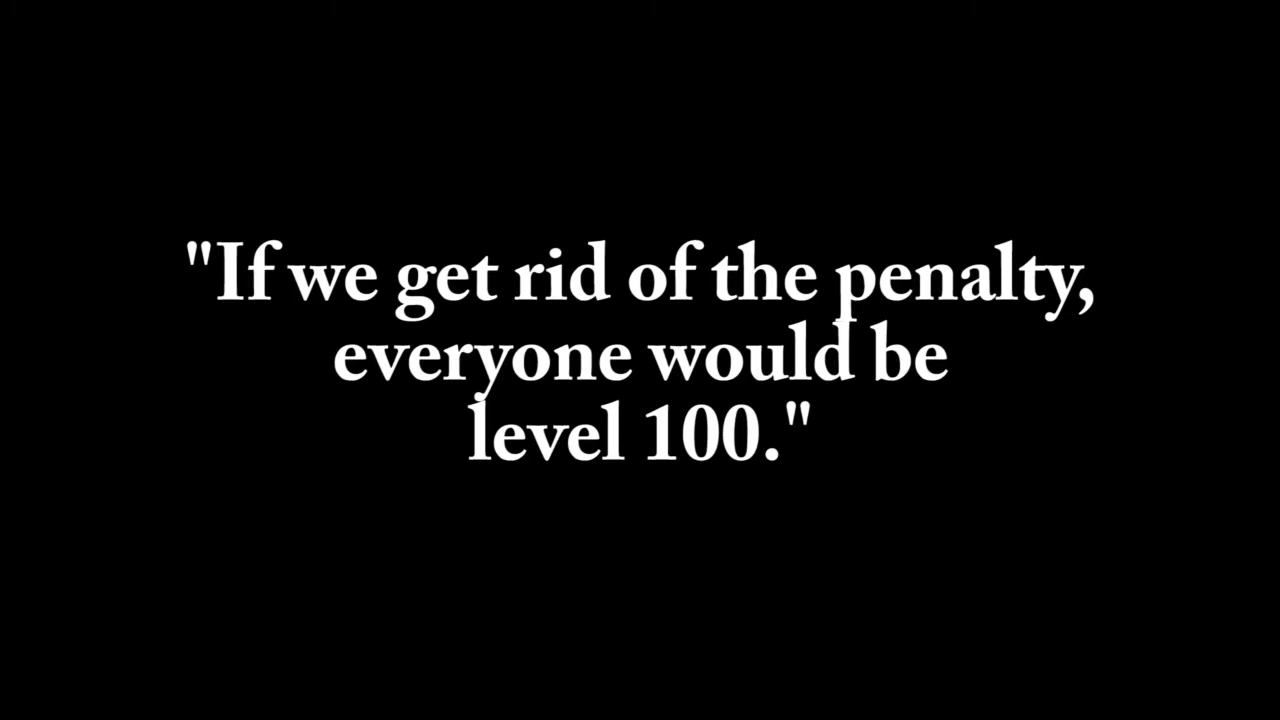 "If we get rid of the penalty,
everyone would be
level 100."